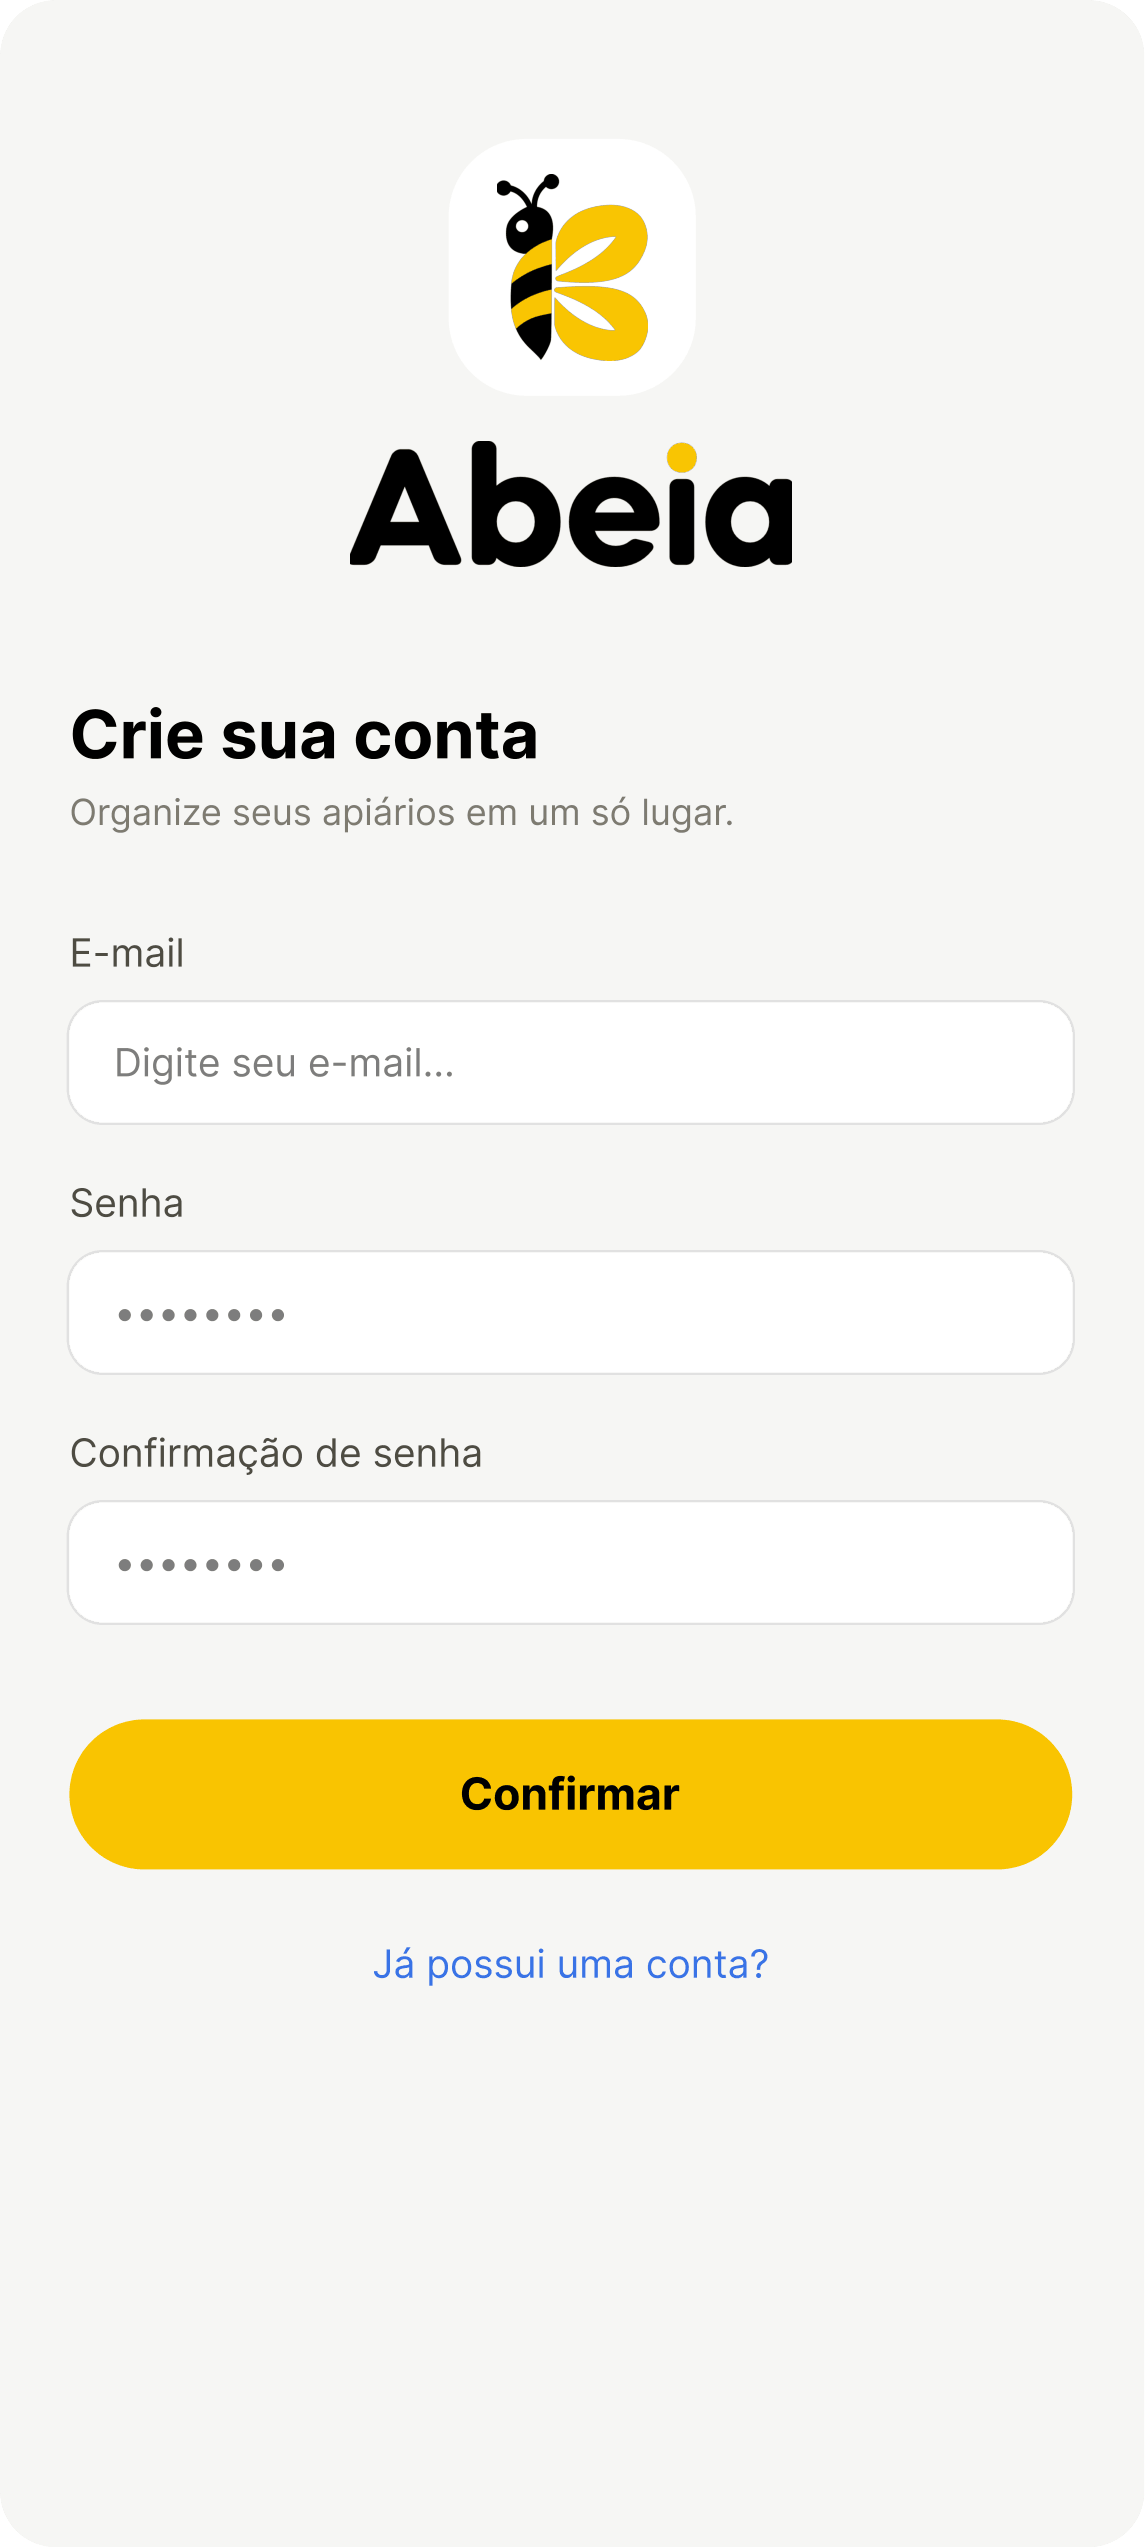 Abeia
Crie sua conta
Organize seus apiários em um só lugar.
E-mail
Digite seu e-mail...
Senha
••••••••
Confirmação de senha
••••••••
Confirmar
Já possui uma conta?